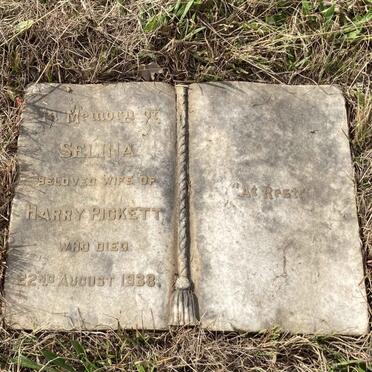 In Memory of
SELINA
BELOVED WIFE OF
HARRY PICKETT
WHO DIED
22ND AUGUST 1938.
"At Rest"